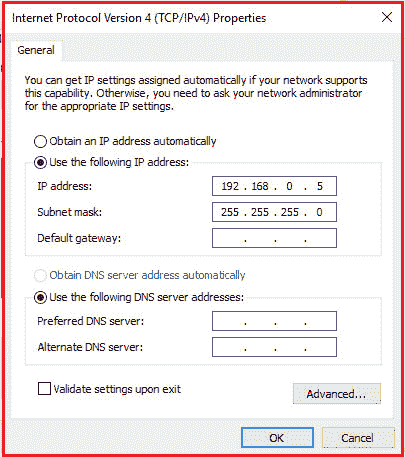 Internet Protocol Version 4 (TCP/IPv4) Properties
General
You can get IP settings assigned automatically if your network supports
this capability. Otherwise, you need to ask your network administrator
for the appropriate IP settings.
Obtain an IP address automatically
Use the following IP address:
IP address: 192 . 168 . 0 . 5
Subnet mask: 255 . 255 . 255 . 0
Default gateway: . . .
Obtain DNS server address automatically
Use the following DNS server addresses:
Preferred DNS server: . . .
Alternate DNS server: . . .
Validate settings upon exit
Advanced...
OK Cancel